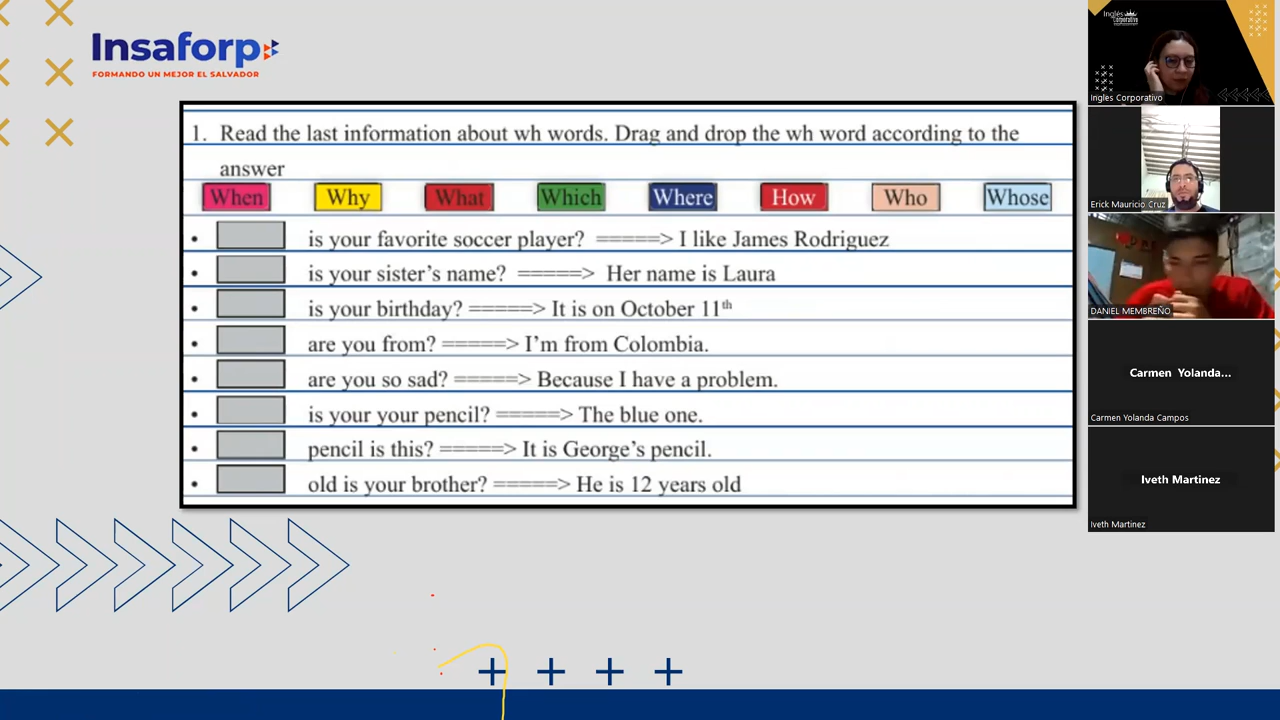 Insaforp
FORMANDO UN MEJOR EL SALVADOR
1. Read the last information about wh words. Drag and drop the wh word according to the
answer
When Why What Which Where How Who Whose
• is your favorite soccer player? =====> I like James Rodriguez
• is your sister's name? =====> Her name is Laura
• is your birthday? =====> It is on October 11th
• are you from? =====> I'm from Colombia.
• are you so sad? =====> Because I have a problem.
• is your your pencil? =====> The blue one.
• pencil is this? =====> It is George's pencil.
• old is your brother? =====> He is 12 years old
Inglés
Corporativo
Ingles Corporativo
Erick Mauricio Cruz
DANIEL MEMBREÑO
Carmen Yolanda...
Carmen Yolanda Campos
Iveth Martinez
Iveth Martinez